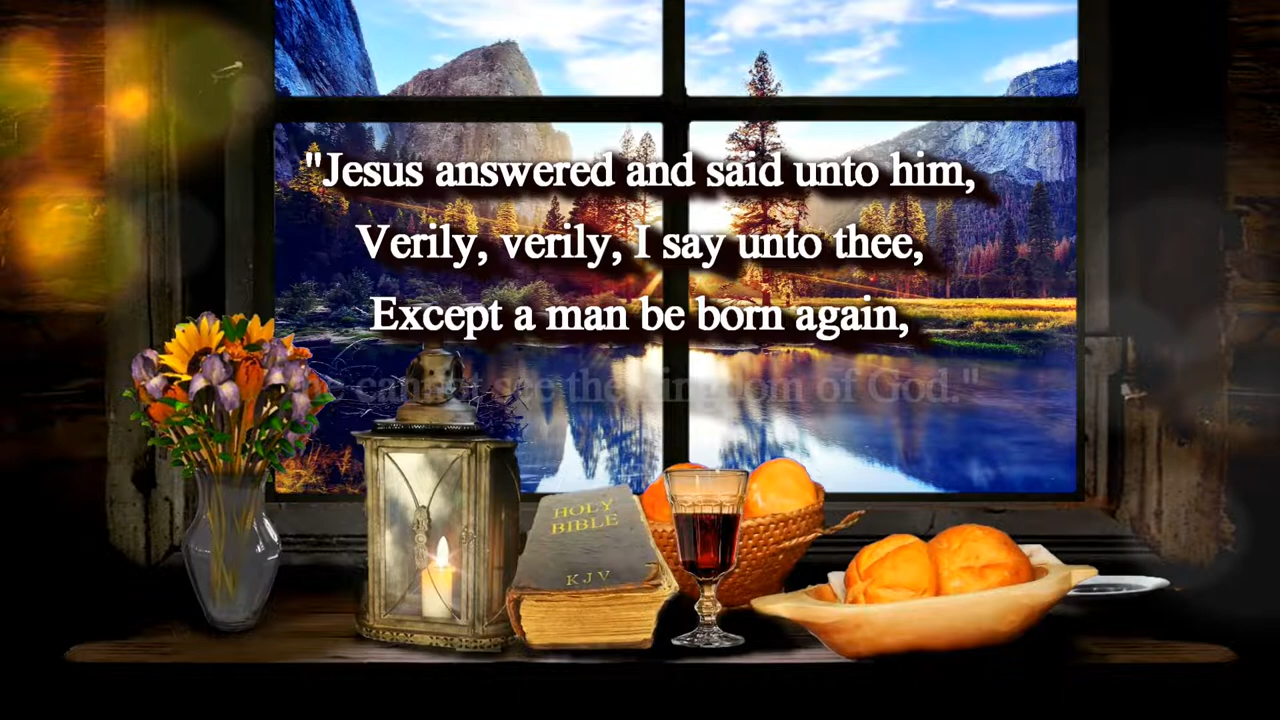 "Jesus answered and said unto him,
Verily, verily, I say unto thee,
Except a man be born again,
he cannot see the kingdom of God."
HOLY
BIBLE
KJV